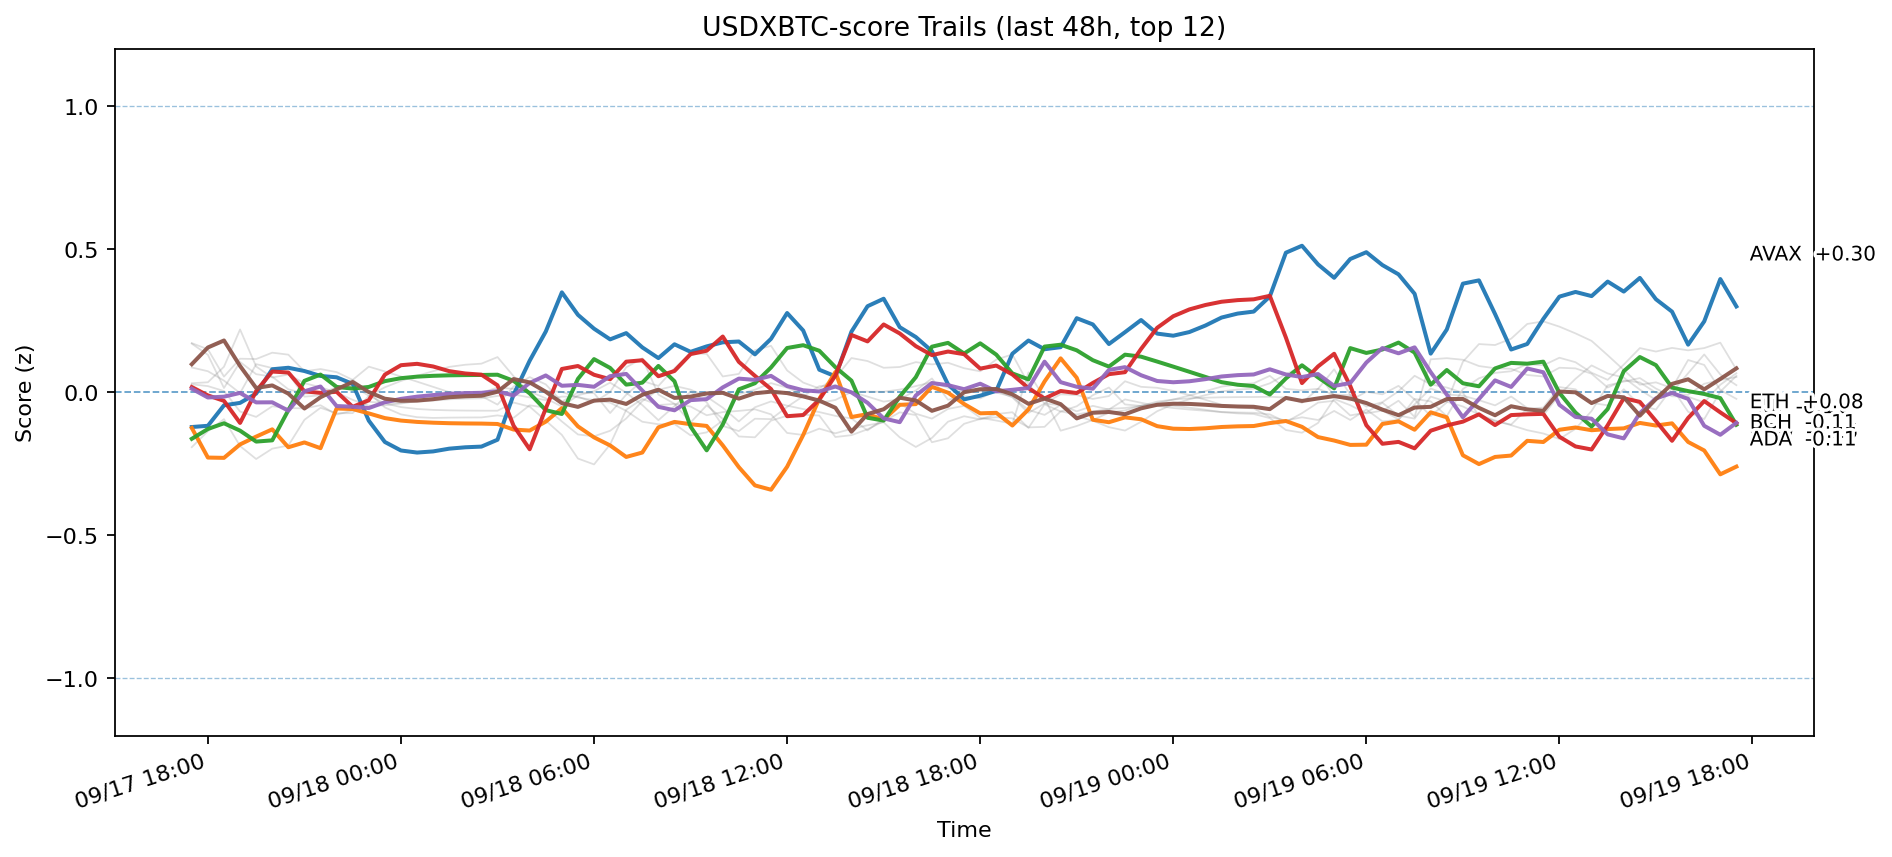 USDXBTC-score Trails (last 48h, top 12)
Score (z)
1.0
0.5
0.0
−0.5
−1.0
AVAX +0.30
ETH +0.08
BCH -0.11
ADA -0.11
09/17 18:00
09/18 00:00
09/18 06:00
09/18 12:00
09/18 18:00
09/19 00:00
09/19 06:00
09/19 12:00
09/19 18:00
Time